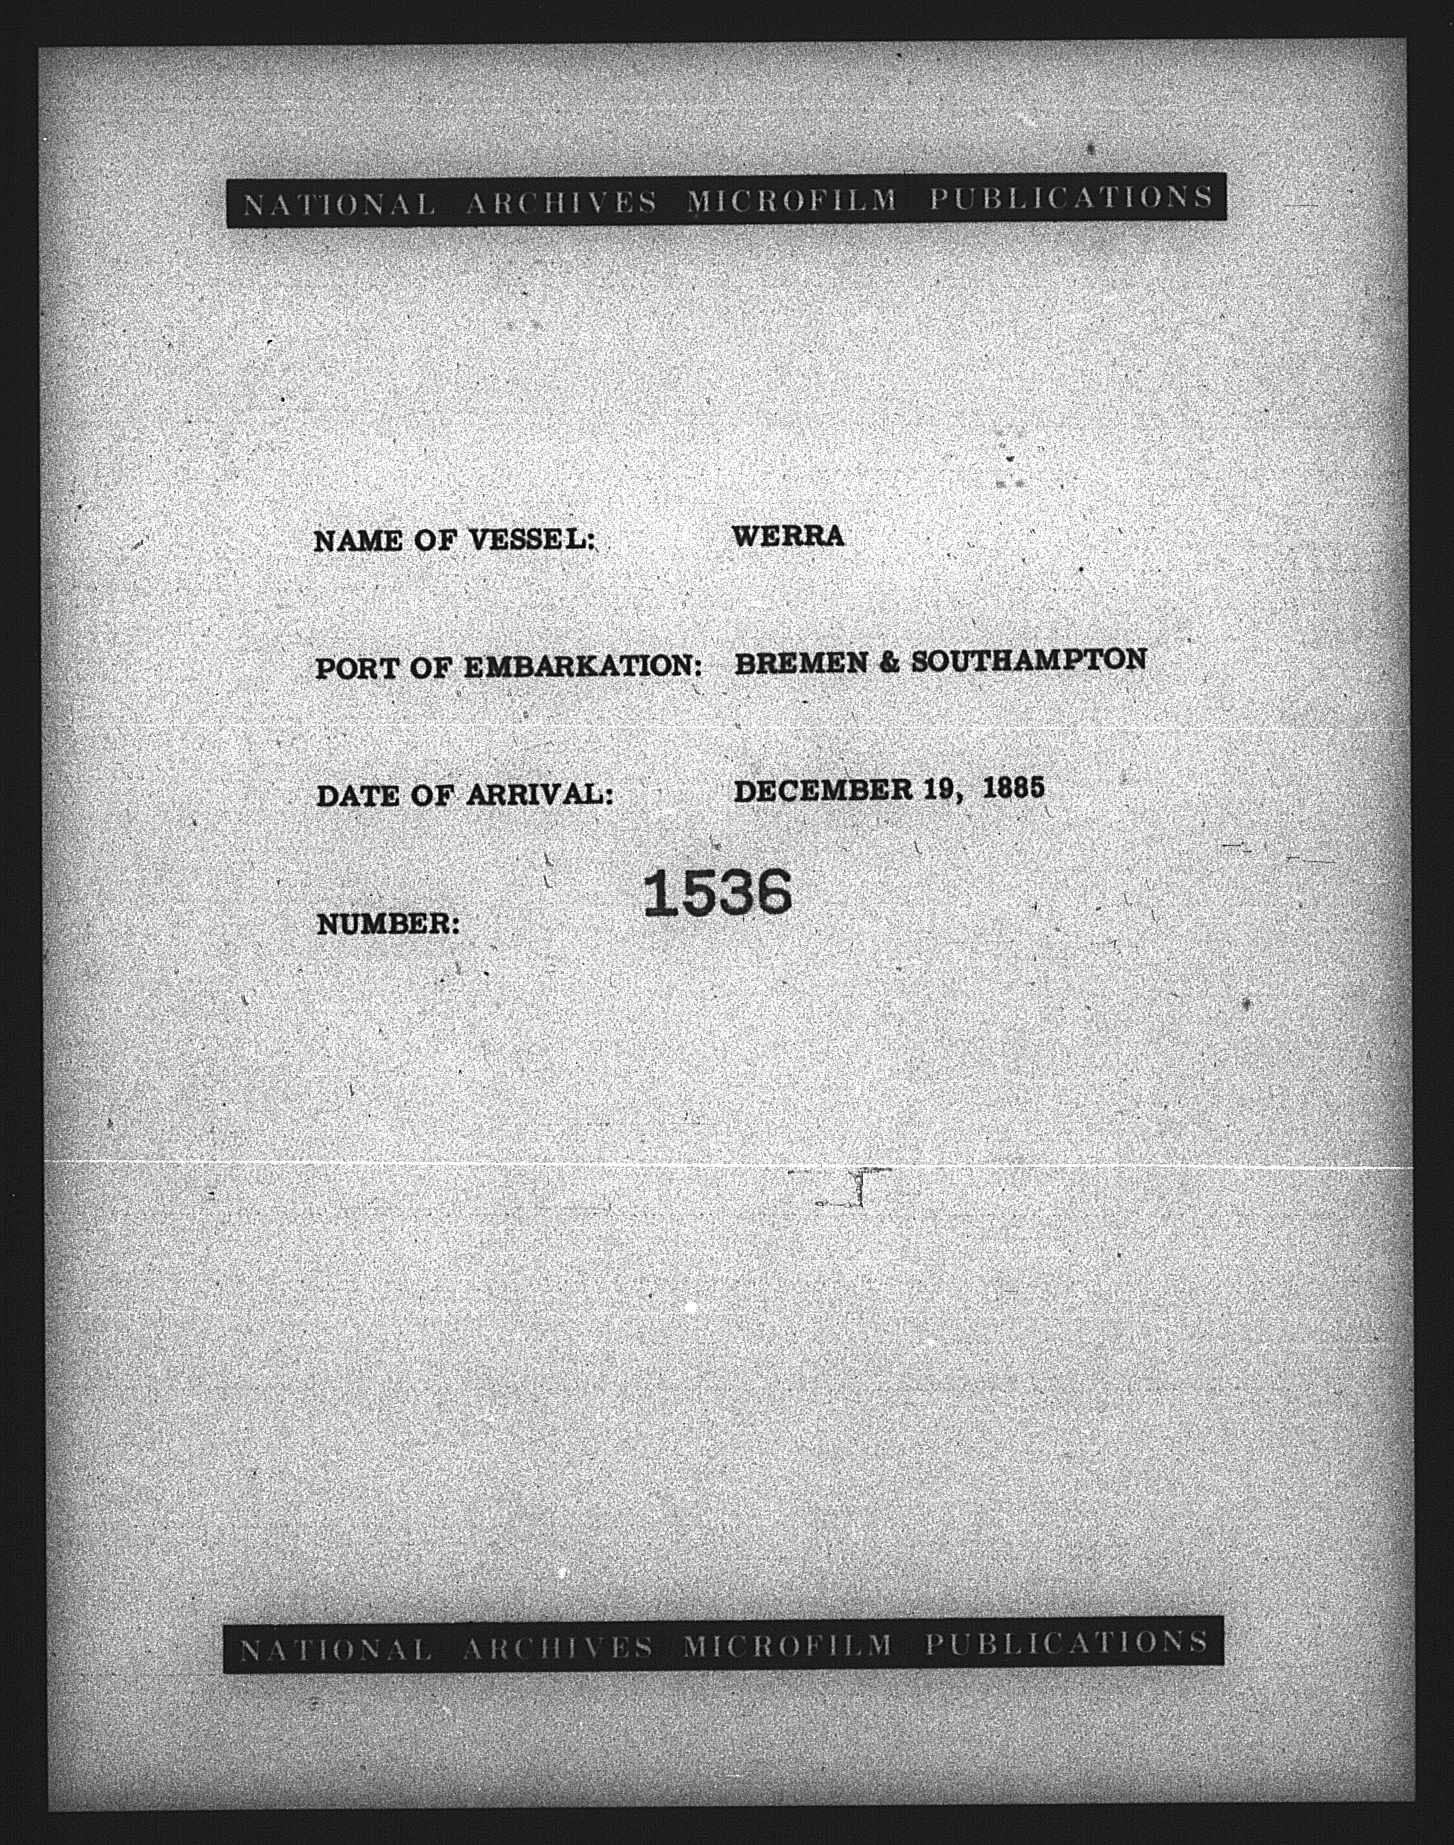 NATIONAL ARCHIVES MICROFILM PUBLICATIONS
NAME OF VESSEL: WERRA
PORT OF EMBARKATION: BREMEN & SOUTHAMPTON
DATE OF ARRIVAL: DECEMBER 19, 1885
NUMBER: 1536
NATIONAL ARCHIVES MICROFILM PUBLICATIONS